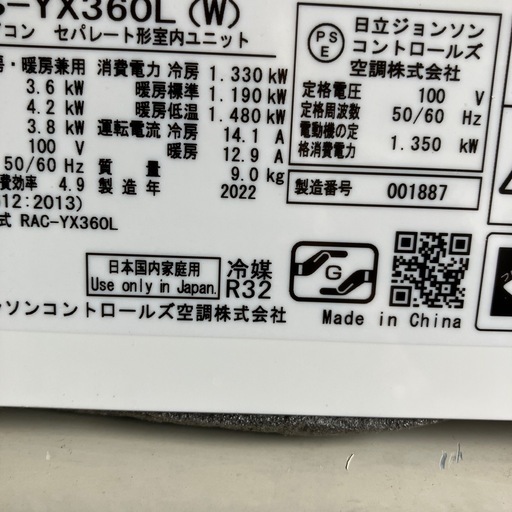 -YX360L (W)
コン セパレート形室内ユニット
房・暖房兼用 消費電力 冷房 1.330 kW
3.6 kW 暖房標準 1.190 kW
4.2 kW 暖房低温 1.480 kW
3.8 kW 運転電流 冷房 14.1 A
100 V 暖房 12.9 A
50/60 Hz 質量 9.0 kg
費効率 4.9 製造年 2022
12:2013)
式 RAC-YX360L
PSE
日立ジョンソン
コントロールズ
空調株式会社
定格電圧 100 V
定格周波数 50/60 Hz
電動機の定
格消費電力 1.350 kW
製造番号 001887
日本国内家庭用
Use only in Japan.
冷媒
R32
G
Made in China
ンソンコントロールズ空調株式会社